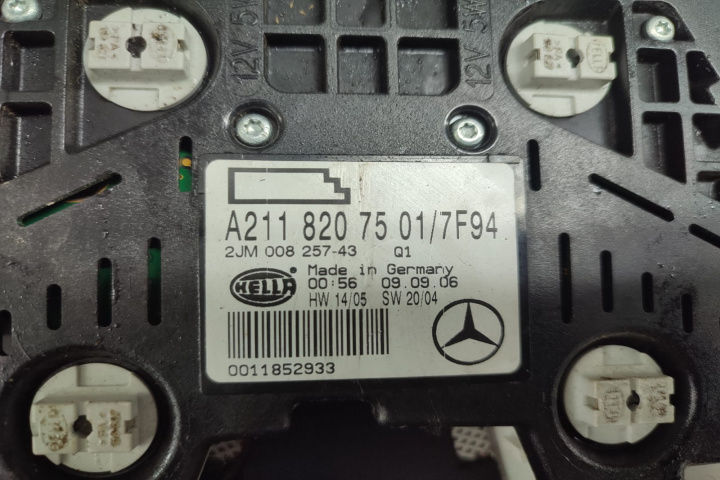 12V 5W
12V 5W
A211 820 75 01/7F94
2JM 008 257-43 Q1
Made in Germany
HELLA
00:56 09.09.06
HW 14/05 SW 20/04
0011852933